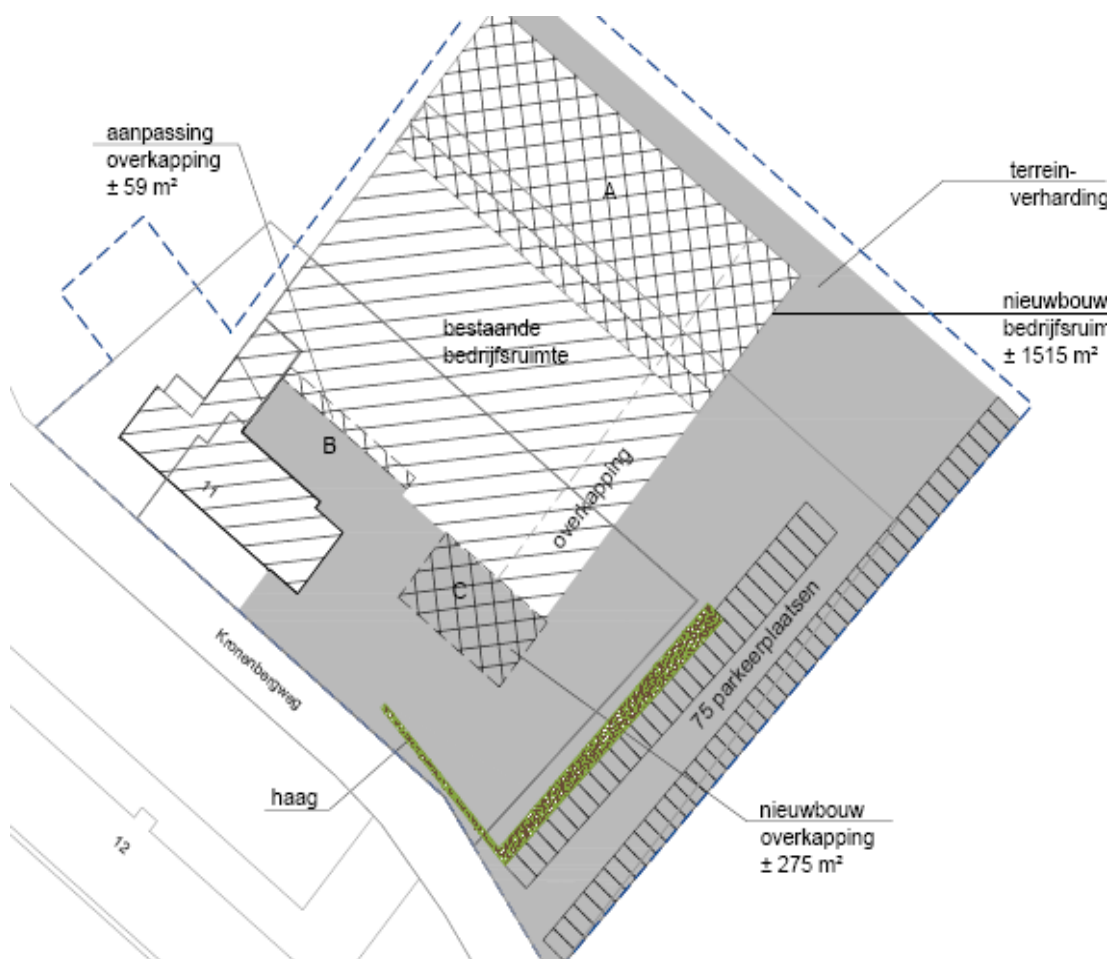 aanpassing
overkapping
± 59 m²
A
terrein-
verharding
nieuwbouw
bedrijfsruim
± 1515 m²
bestaande
bedrijfsruimte
B
11
overkapping
C
Kronenbergweg
75 parkeerplaatsen
haag
nieuwbouw
overkapping
± 275 m²
12